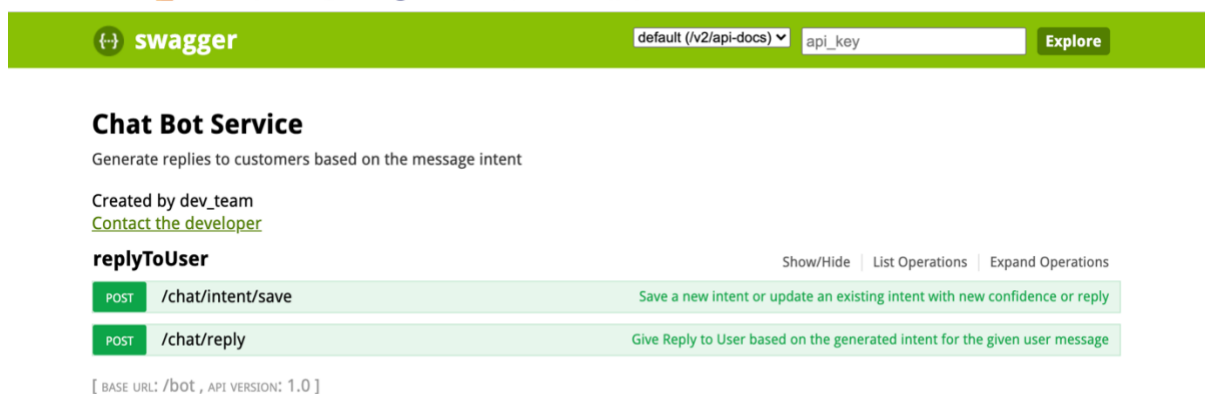 {···} swagger
default (/v2/api-docs)
api_key
Explore
Chat Bot Service
Generate replies to customers based on the message intent
Created by dev_team
Contact the developer
replyToUser
Show/Hide
List Operations
Expand Operations
POST /chat/intent/save
Save a new intent or update an existing intent with new confidence or reply
POST /chat/reply
Give Reply to User based on the generated intent for the given user message
[ BASE URL: /bot , API VERSION: 1.0 ]